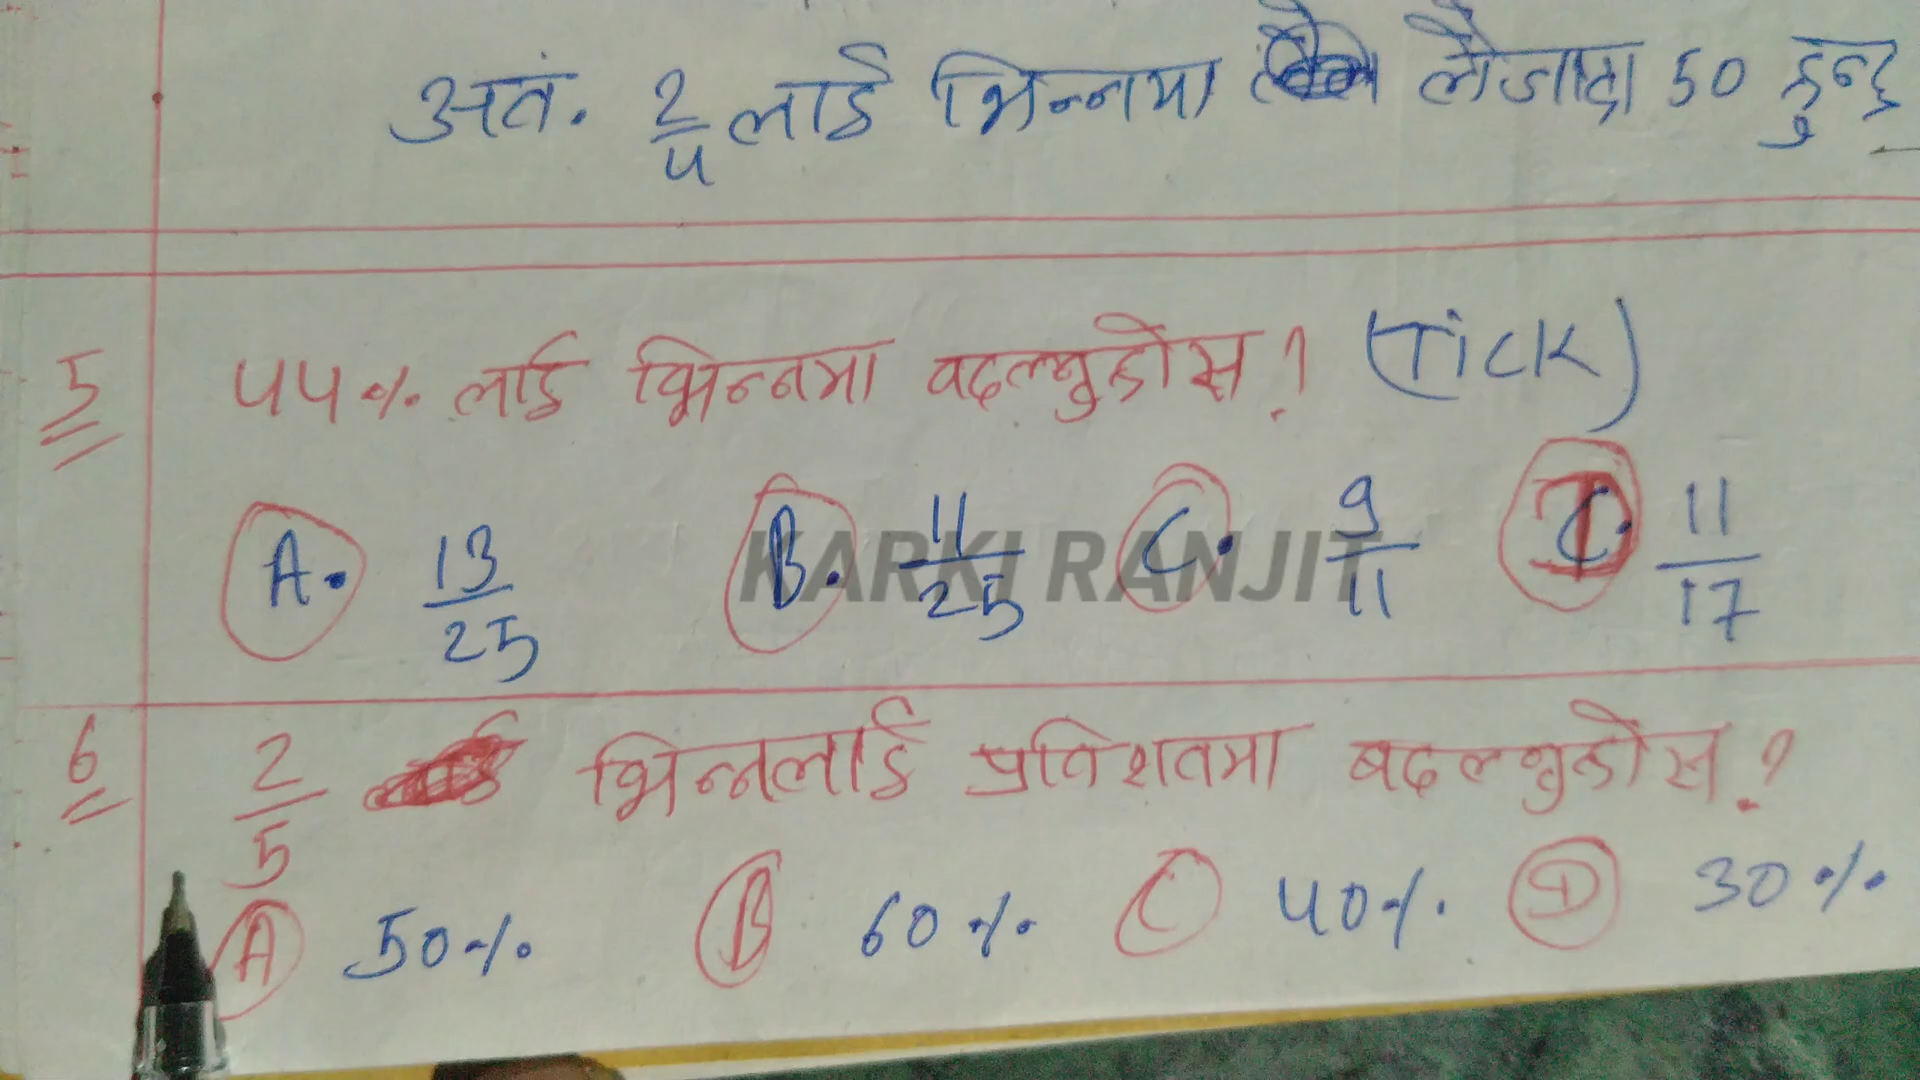 अतः 2/4 लाई भिन्नमा लैजादा 50 हुन्छ
5 44% लाई भिन्नमा बदल्नुहोस ? (Tick)
A. 13/25 B. 11/25 C. 9/11 D. 11/17
KARKI RANJIT
6 2/5 भिन्नलाई प्रतिशतमा बदल्नुहोस ?
A 50% B 60% C 40% D 30%